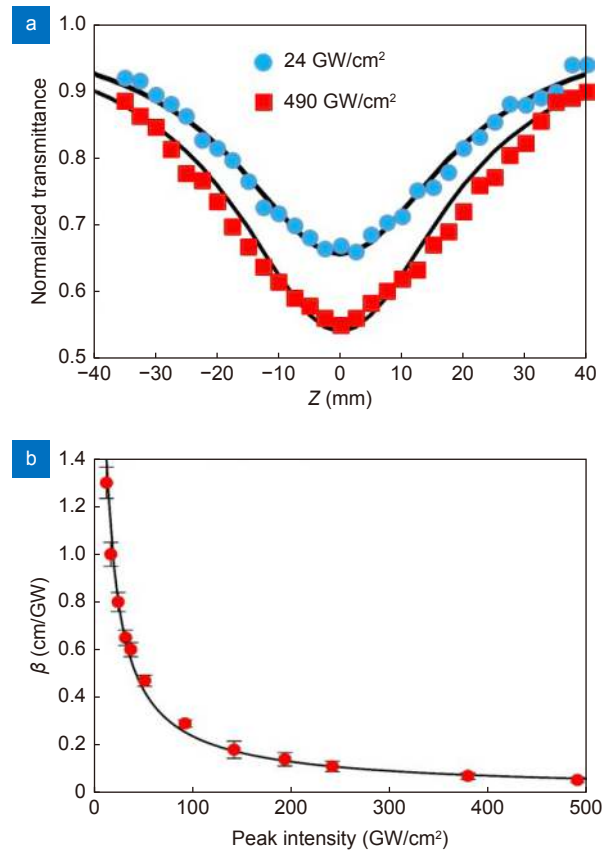 a
1.0
0.9
0.8
0.7
0.6
0.5
Normalized transmittance
24 GW/cm²
490 GW/cm²
−40 −30 −20 −10 0 10 20 30 40
Z (mm)
b
1.4
1.2
1.0
0.8
0.6
0.4
0.2
0
β (cm/GW)
0 100 200 300 400 500
Peak intensity (GW/cm²)